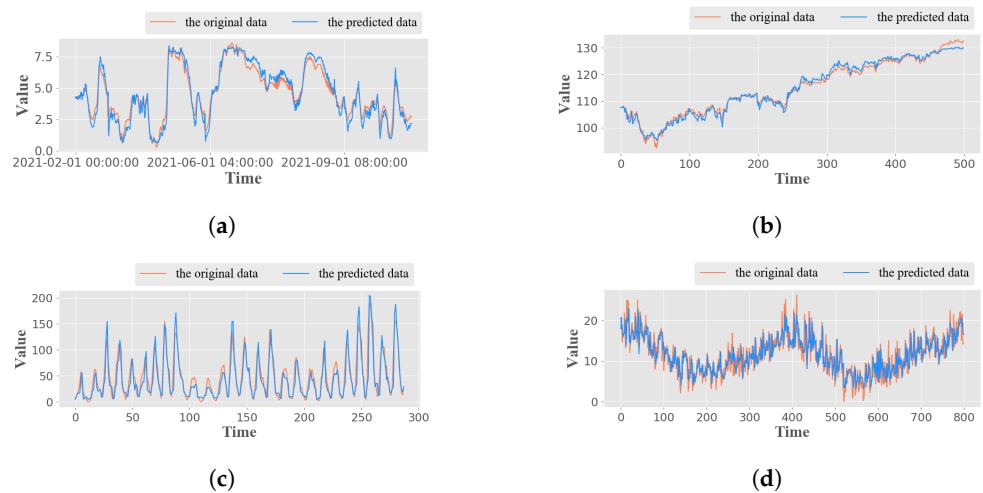 the original data the predicted data
Value
7.5
5.0
2.5
0.0
2021-02-01 00:00:00 2021-06-01 04:00:00 2021-09-01 08:00:00
Time
(a)
the original data the predicted data
Value
130
120
110
100
0 100 200 300 400 500
Time
(b)
the original data the predicted data
Value
200
150
100
50
0
0 50 100 150 200 250 300
Time
(c)
the original data the predicted data
Value
20
10
0
0 100 200 300 400 500 600 700 800
Time
(d)